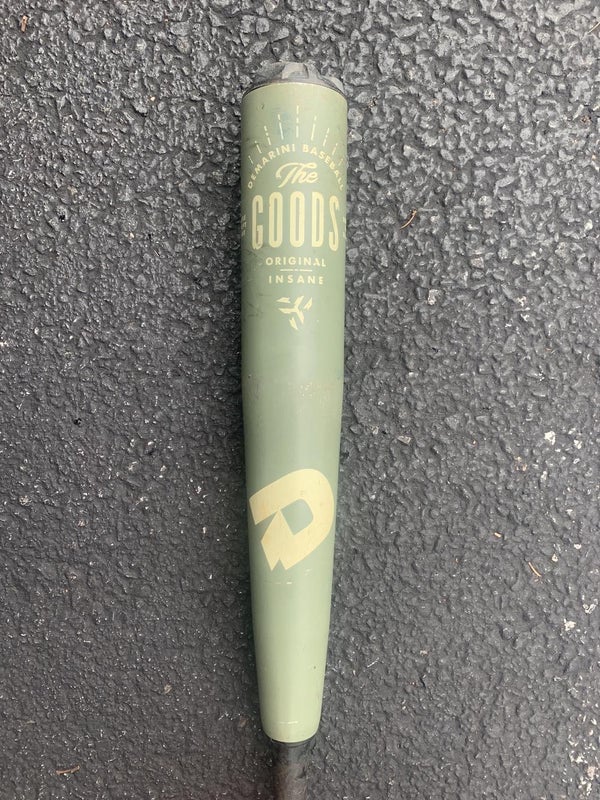 DEMARINI BASEBALL
The
GOODS
ORIGINAL
INSANE